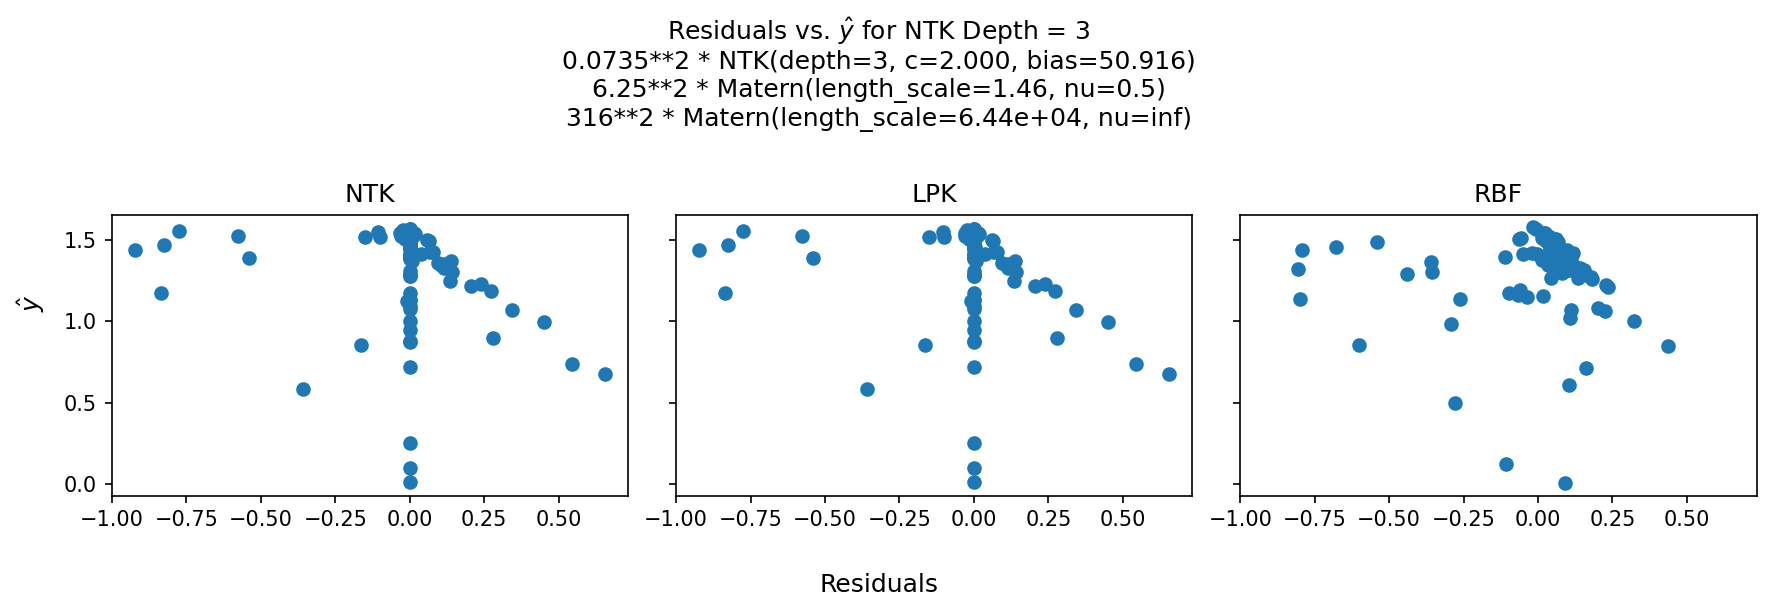 Residuals vs. ŷ for NTK Depth = 3
0.0735**2 * NTK(depth=3, c=2.000, bias=50.916)
6.25**2 * Matern(length_scale=1.46, nu=0.5)
316**2 * Matern(length_scale=6.44e+04, nu=inf)
NTK LPK RBF
ŷ
1.5
1.0
0.5
0.0
−1.00 −0.75 −0.50 −0.25 0.00 0.25 0.50
−1.00 −0.75 −0.50 −0.25 0.00 0.25 0.50
−1.00 −0.75 −0.50 −0.25 0.00 0.25 0.50
Residuals